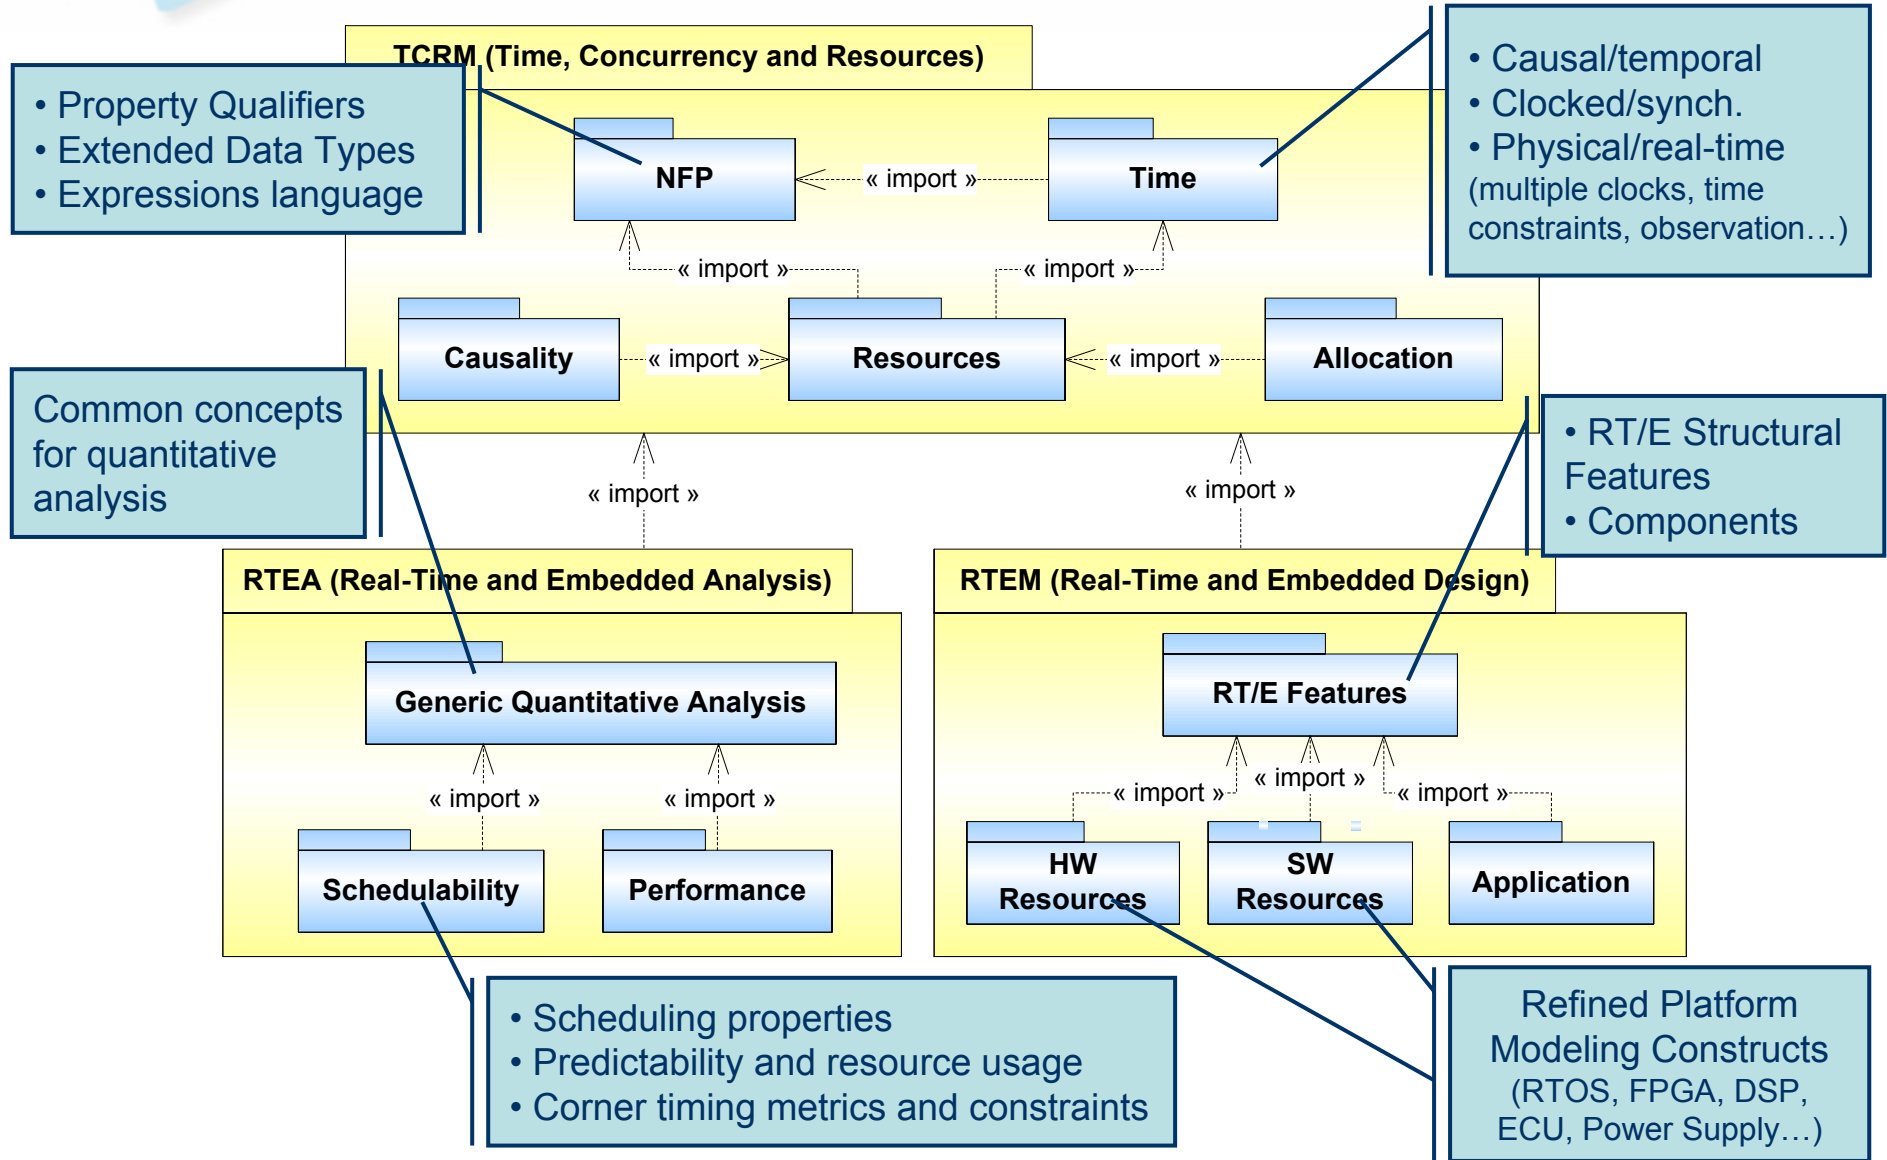 TCRM (Time, Concurrency and Resources)
• Property Qualifiers
• Extended Data Types
• Expressions language
• Causal/temporal
• Clocked/synch.
• Physical/real-time
(multiple clocks, time
constraints, observation…)
NFP
« import »
Time
« import »
« import »
Causality
« import »
Resources
« import »
Allocation
Common concepts
for quantitative
analysis
• RT/E Structural
Features
• Components
« import »
« import »
RTEA (Real-Time and Embedded Analysis)
RTEM (Real-Time and Embedded Design)
Generic Quantitative Analysis
RT/E Features
« import »
« import »
« import »
« import »
« import »
Schedulability
Performance
HW
Resources
SW
Resources
Application
• Scheduling properties
• Predictability and resource usage
• Corner timing metrics and constraints
Refined Platform
Modeling Constructs
(RTOS, FPGA, DSP,
ECU, Power Supply…)